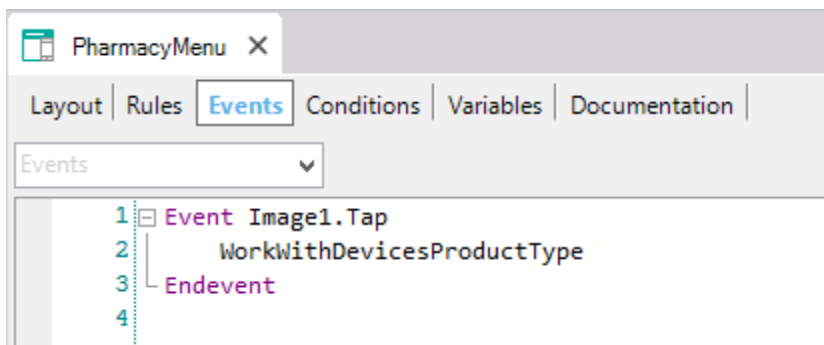 PharmacyMenu
Layout Rules Events Conditions Variables Documentation
Events
1 Event Image1.Tap
2 WorkWithDevicesProductType
3 Endevent
4